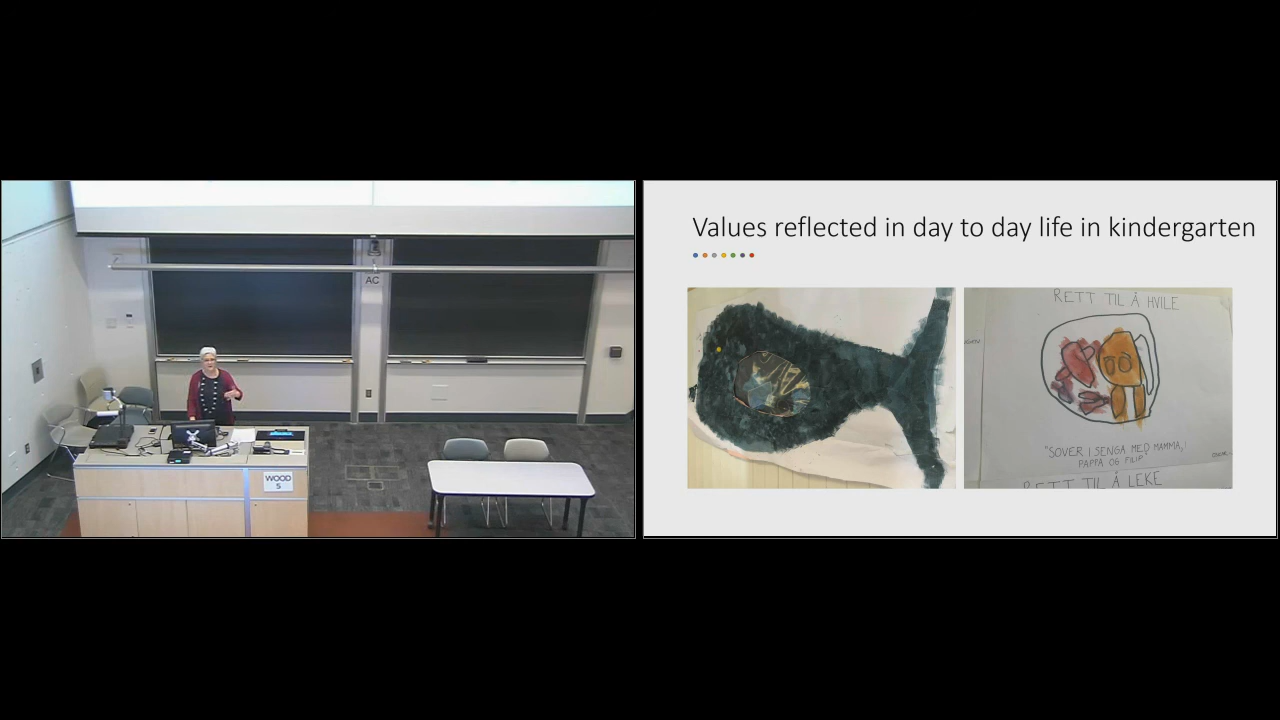 AC
WOOD
5
Values reflected in day to day life in kindergarten
RETT TIL Å HVILE
"SOVER I SENGA MED MAMMA,
PAPPA OG FILIP"
RETT TIL Å LEKE